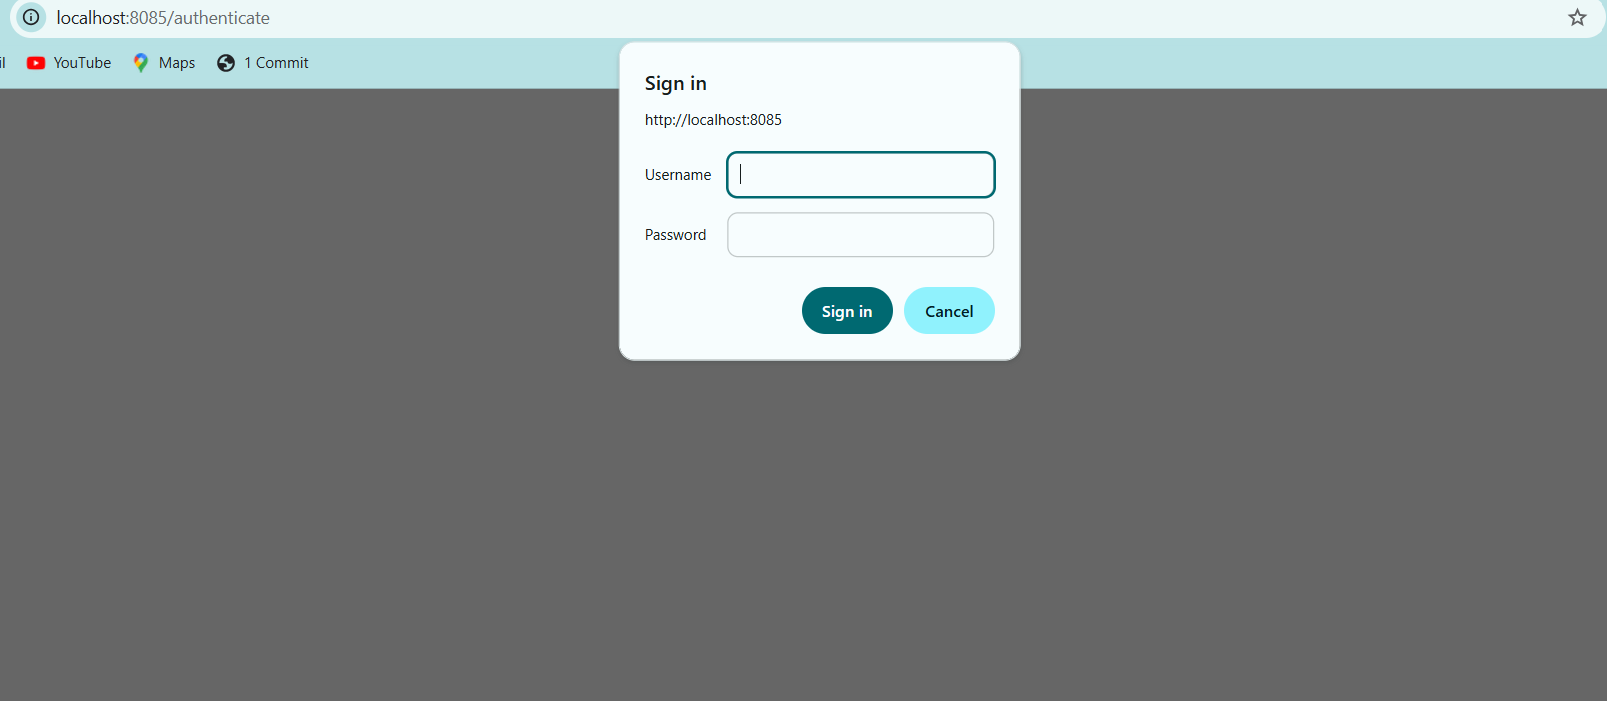 localhost:8085/authenticate
YouTube Maps 1 Commit
Sign in
http://localhost:8085
Username
Password
Sign in Cancel